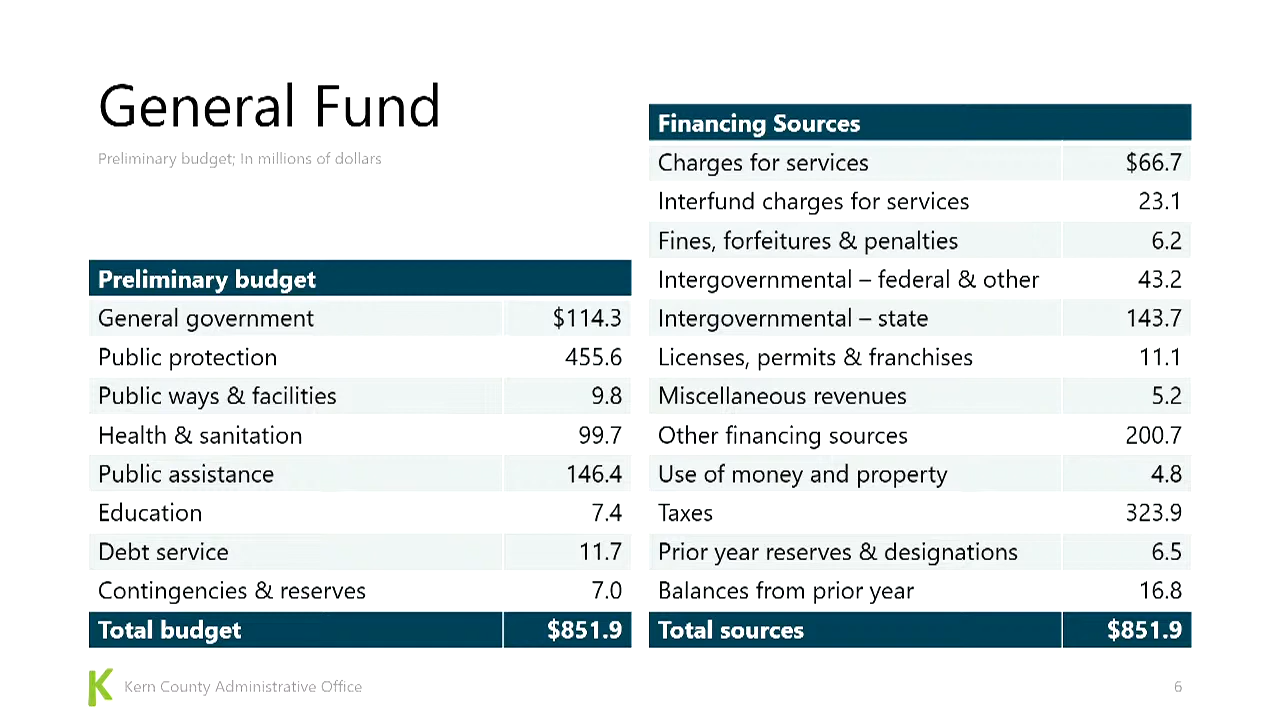 General Fund
Preliminary budget; In millions of dollars
Preliminary budget
General government $114.3
Public protection 455.6
Public ways & facilities 9.8
Health & sanitation 99.7
Public assistance 146.4
Education 7.4
Debt service 11.7
Contingencies & reserves 7.0
Total budget $851.9
Financing Sources
Charges for services $66.7
Interfund charges for services 23.1
Fines, forfeitures & penalties 6.2
Intergovernmental – federal & other 43.2
Intergovernmental – state 143.7
Licenses, permits & franchises 11.1
Miscellaneous revenues 5.2
Other financing sources 200.7
Use of money and property 4.8
Taxes 323.9
Prior year reserves & designations 6.5
Balances from prior year 16.8
Total sources $851.9
K Kern County Administrative Office
6